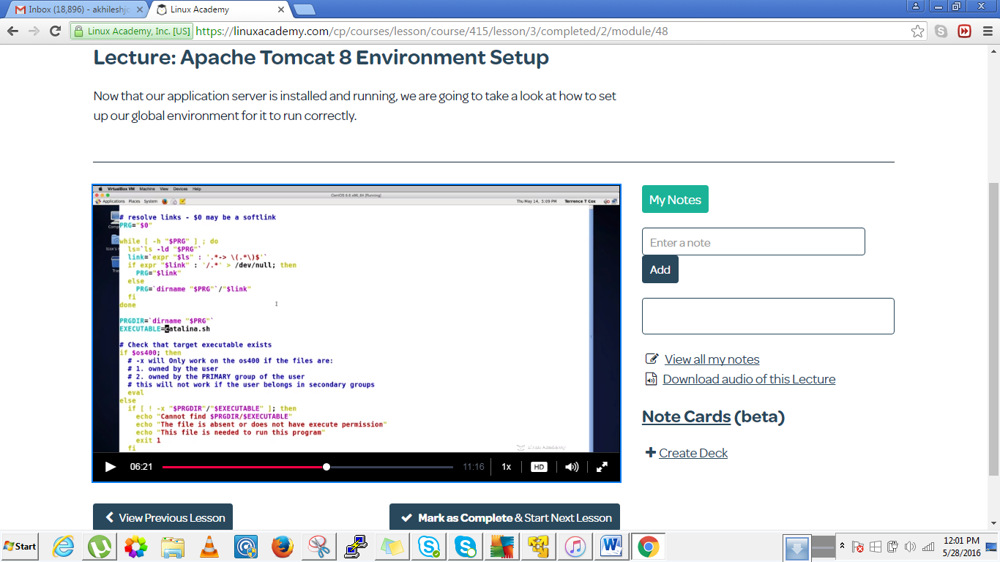 Inbox (18,896) - akhileshjc
Linux Academy
Linux Academy, Inc. [US] https://linuxacademy.com/cp/courses/lesson/course/415/lesson/3/completed/2/module/48
Lecture: Apache Tomcat 8 Environment Setup
Now that our application server is installed and running, we are going to take a look at how to set
up our global environment for it to run correctly.
VirtualBox VM Machine View Devices Help
CentOS 6.6 x86_64 [Running]
Applications Places System Thu May 14, 5:09 PM Terrence T Cox
# resolve links - $0 may be a softlink
PRG="$0"
while [ -h "$PRG" ] ; do
ls=`ls -ld "$PRG"`
link=`expr "$ls" : '.*-> \(.*\)$'`
if expr "$link" : '/.*' > /dev/null; then
PRG="$link"
else
PRG=`dirname "$PRG"`/"$link"
fi
done
PRGDIR=`dirname "$PRG"`
EXECUTABLE=catalina.sh
# Check that target executable exists
if $os400; then
# -x will Only work on the os400 if the files are:
# 1. owned by the user
# 2. owned by the PRIMARY group of the user
# this will not work if the user belongs in secondary groups
eval
else
if [ ! -x "$PRGDIR"/"$EXECUTABLE" ]; then
echo "Cannot find $PRGDIR/$EXECUTABLE"
echo "The file is absent or does not have execute permission"
echo "This file is needed to run this program"
exit 1
fi
Linux Academy
06:21 11:16 1x HD
My Notes
Enter a note
Add
View all my notes
Download audio of this Lecture
Note Cards (beta)
Create Deck
View Previous Lesson
Mark as Complete & Start Next Lesson
Start
12:01 PM
5/28/2016